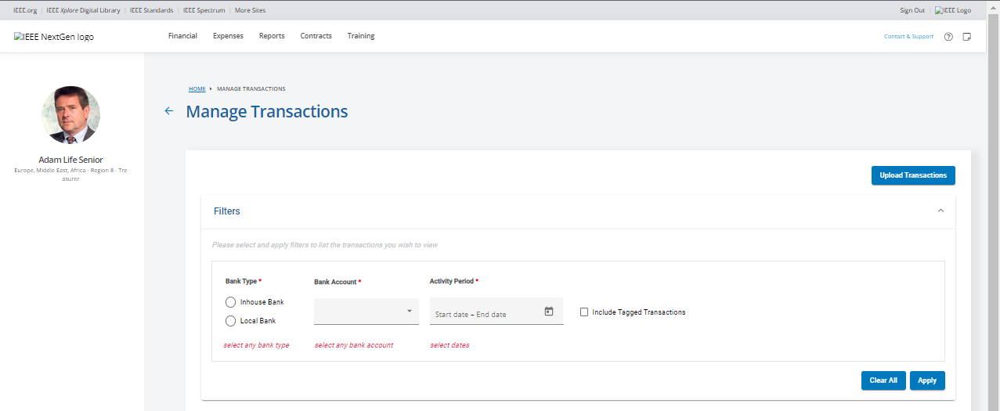 IEEE.org | IEEE Xplore Digital Library | IEEE Standards | IEEE Spectrum | More Sites
Sign Out | IEEE Logo
IEEE NextGen logo
Financial Expenses Reports Contracts Training
Contact & Support
Adam Life Senior
Europe, Middle East, Africa - Region 8 - Tre
asurer
HOME MANAGE TRANSACTIONS
Manage Transactions
Upload Transactions
Filters
Please select and apply filters to list the transactions you wish to view
Bank Type * Bank Account * Activity Period *
Inhouse Bank
Local Bank
Start date – End date
Include Tagged Transactions
select any bank type select any bank account select dates
Clear All Apply